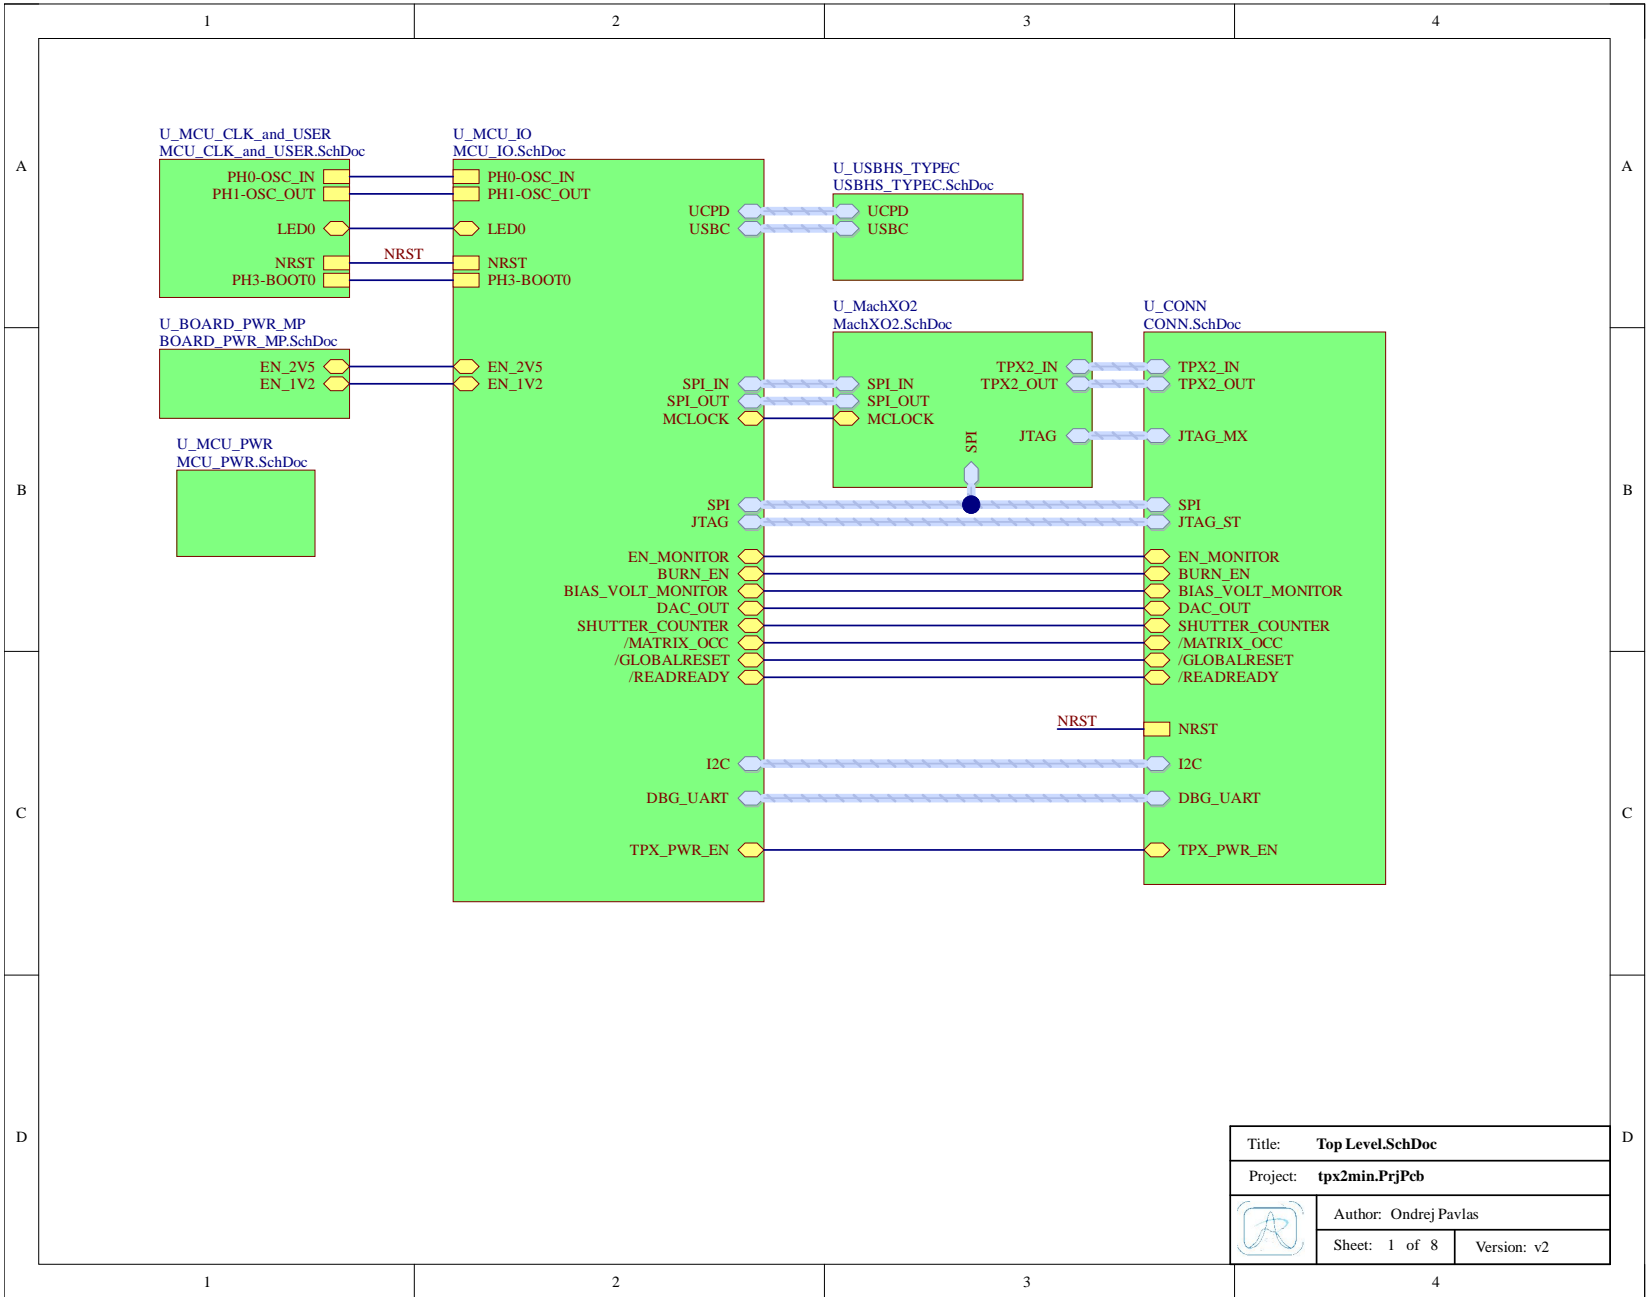 1 2 3 4
A A
U_MCU_CLK_and_USER
MCU_CLK_and_USER.SchDoc
PH0-OSC_IN
PH1-OSC_OUT
LED0
NRST
PH3-BOOT0
NRST
U_BOARD_PWR_MP
BOARD_PWR_MP.SchDoc
EN_2V5
EN_1V2
U_MCU_PWR
MCU_PWR.SchDoc
U_MCU_IO
MCU_IO.SchDoc
PH0-OSC_IN
PH1-OSC_OUT
LED0
NRST
PH3-BOOT0
EN_2V5
EN_1V2
UCPD
USBC
SPI_IN
SPI_OUT
MCLOCK
SPI
JTAG
EN_MONITOR
BURN_EN
BIAS_VOLT_MONITOR
DAC_OUT
SHUTTER_COUNTER
/MATRIX_OCC
/GLOBALRESET
/READREADY
I2C
DBG_UART
TPX_PWR_EN
U_USBHS_TYPEC
USBHS_TYPEC.SchDoc
UCPD
USBC
U_MachXO2
MachXO2.SchDoc
SPI_IN
SPI_OUT
MCLOCK
TPX2_IN
TPX2_OUT
JTAG
SPI
U_CONN
CONN.SchDoc
TPX2_IN
TPX2_OUT
JTAG_MX
SPI
JTAG_ST
EN_MONITOR
BURN_EN
BIAS_VOLT_MONITOR
DAC_OUT
SHUTTER_COUNTER
/MATRIX_OCC
/GLOBALRESET
/READREADY
NRST
NRST
I2C
DBG_UART
TPX_PWR_EN
B B
C C
D D
Title: Top Level.SchDoc
Project: tpx2min.PrjPcb
Author: Ondrej Pavlas
Sheet: 1 of 8 Version: v2
1 2 3 4